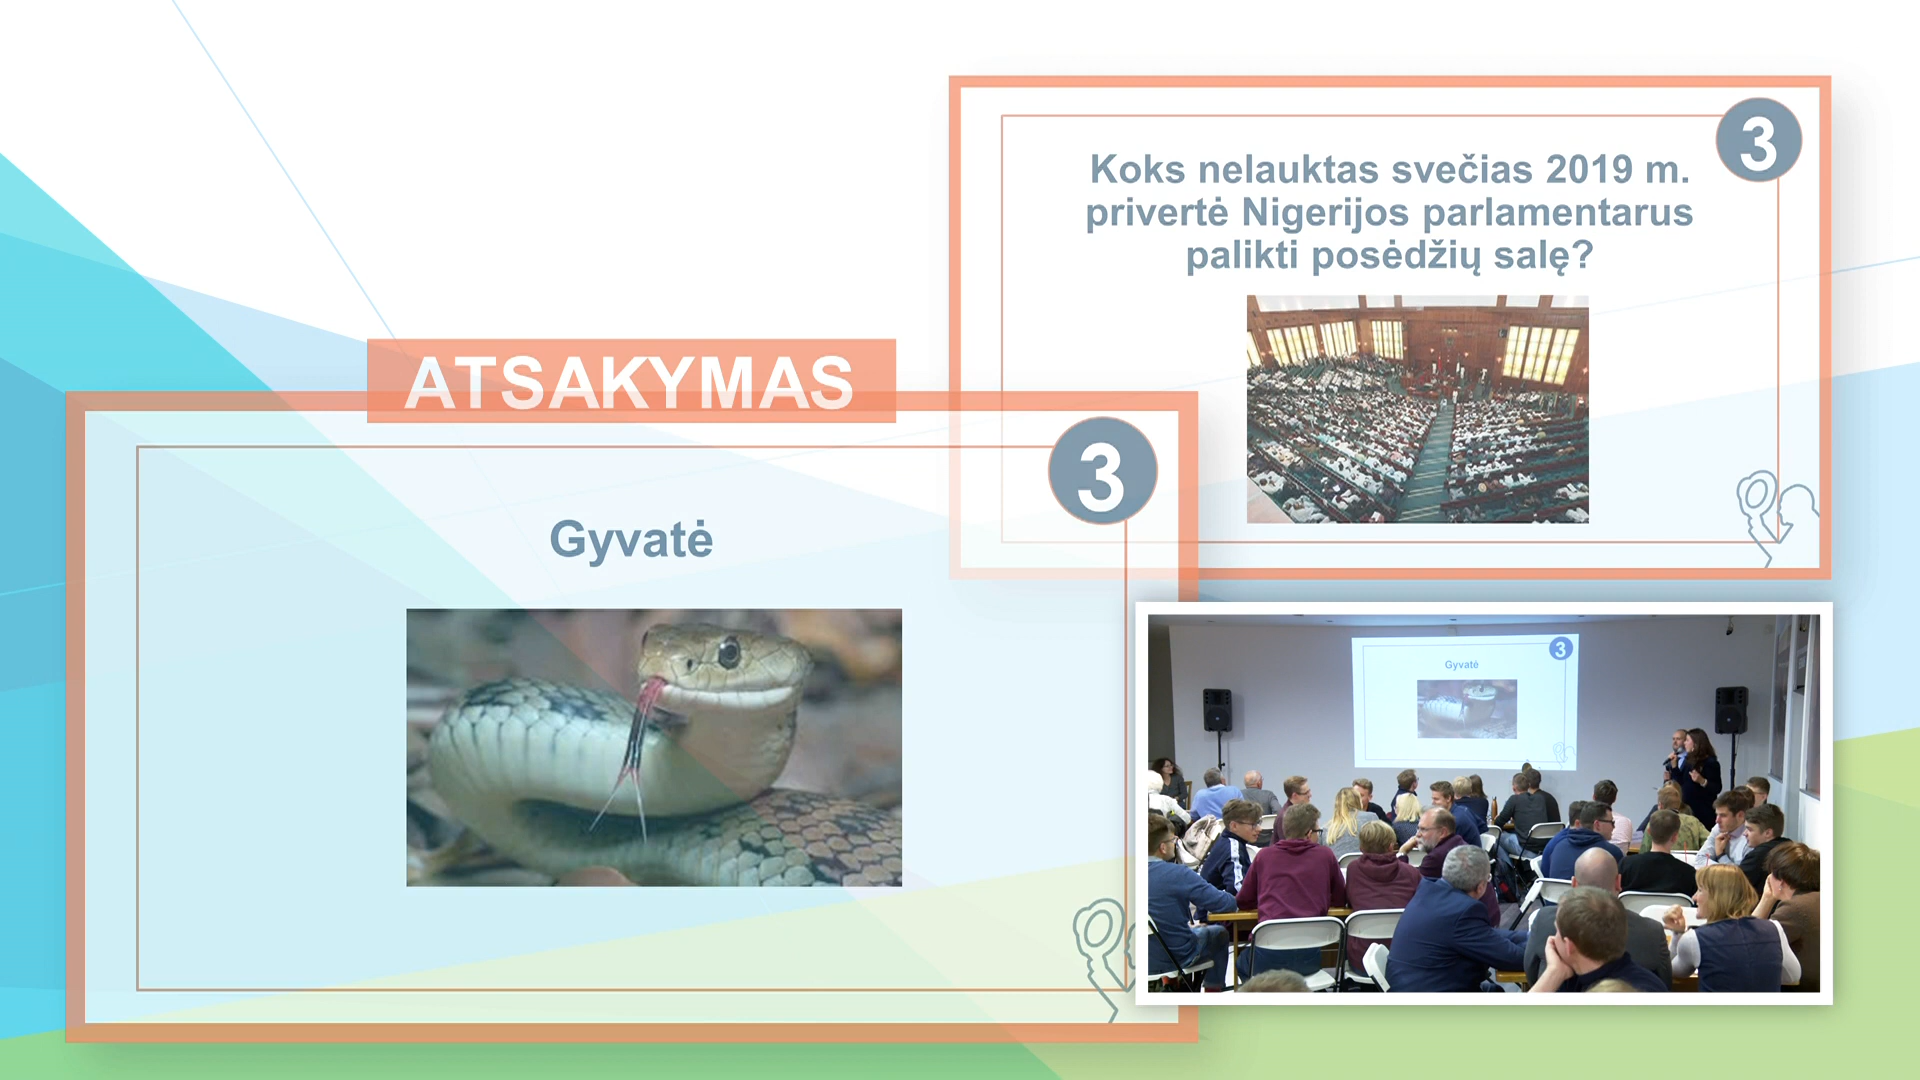 3
Koks nelauktas svečias 2019 m.
privertė Nigerijos parlamentarus
palikti posėdžių salę?
ATSAKYMAS
3
Gyvatė
3
Gyvatė